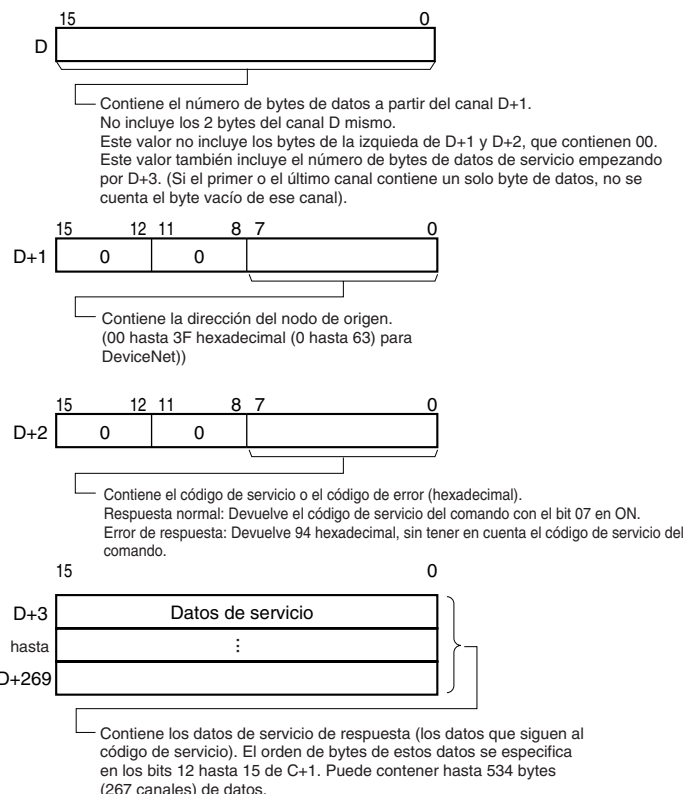 15 0
D
Contiene el número de bytes de datos a partir del canal D+1.
No incluye los 2 bytes del canal D mismo.
Este valor no incluye los bytes de la izquieda de D+1 y D+2, que contienen 00.
Este valor también incluye el número de bytes de datos de servicio empezando
por D+3. (Si el primer o el último canal contiene un solo byte de datos, no se
cuenta el byte vacío de ese canal).
15 12 11 8 7 0
D+1 0 0
Contiene la dirección del nodo de origen.
(00 hasta 3F hexadecimal (0 hasta 63) para
DeviceNet))
15 12 11 8 7 0
D+2 0 0
Contiene el código de servicio o el código de error (hexadecimal).
Respuesta normal: Devuelve el código de servicio del comando con el bit 07 en ON.
Error de respuesta: Devuelve 94 hexadecimal, sin tener en cuenta el código de servicio del
comando.
15 0
D+3 Datos de servicio
hasta ⋮
D+269
Contiene los datos de servicio de respuesta (los datos que siguen al
código de servicio). El orden de bytes de estos datos se especifica
en los bits 12 hasta 15 de C+1. Puede contener hasta 534 bytes
(267 canales) de datos.